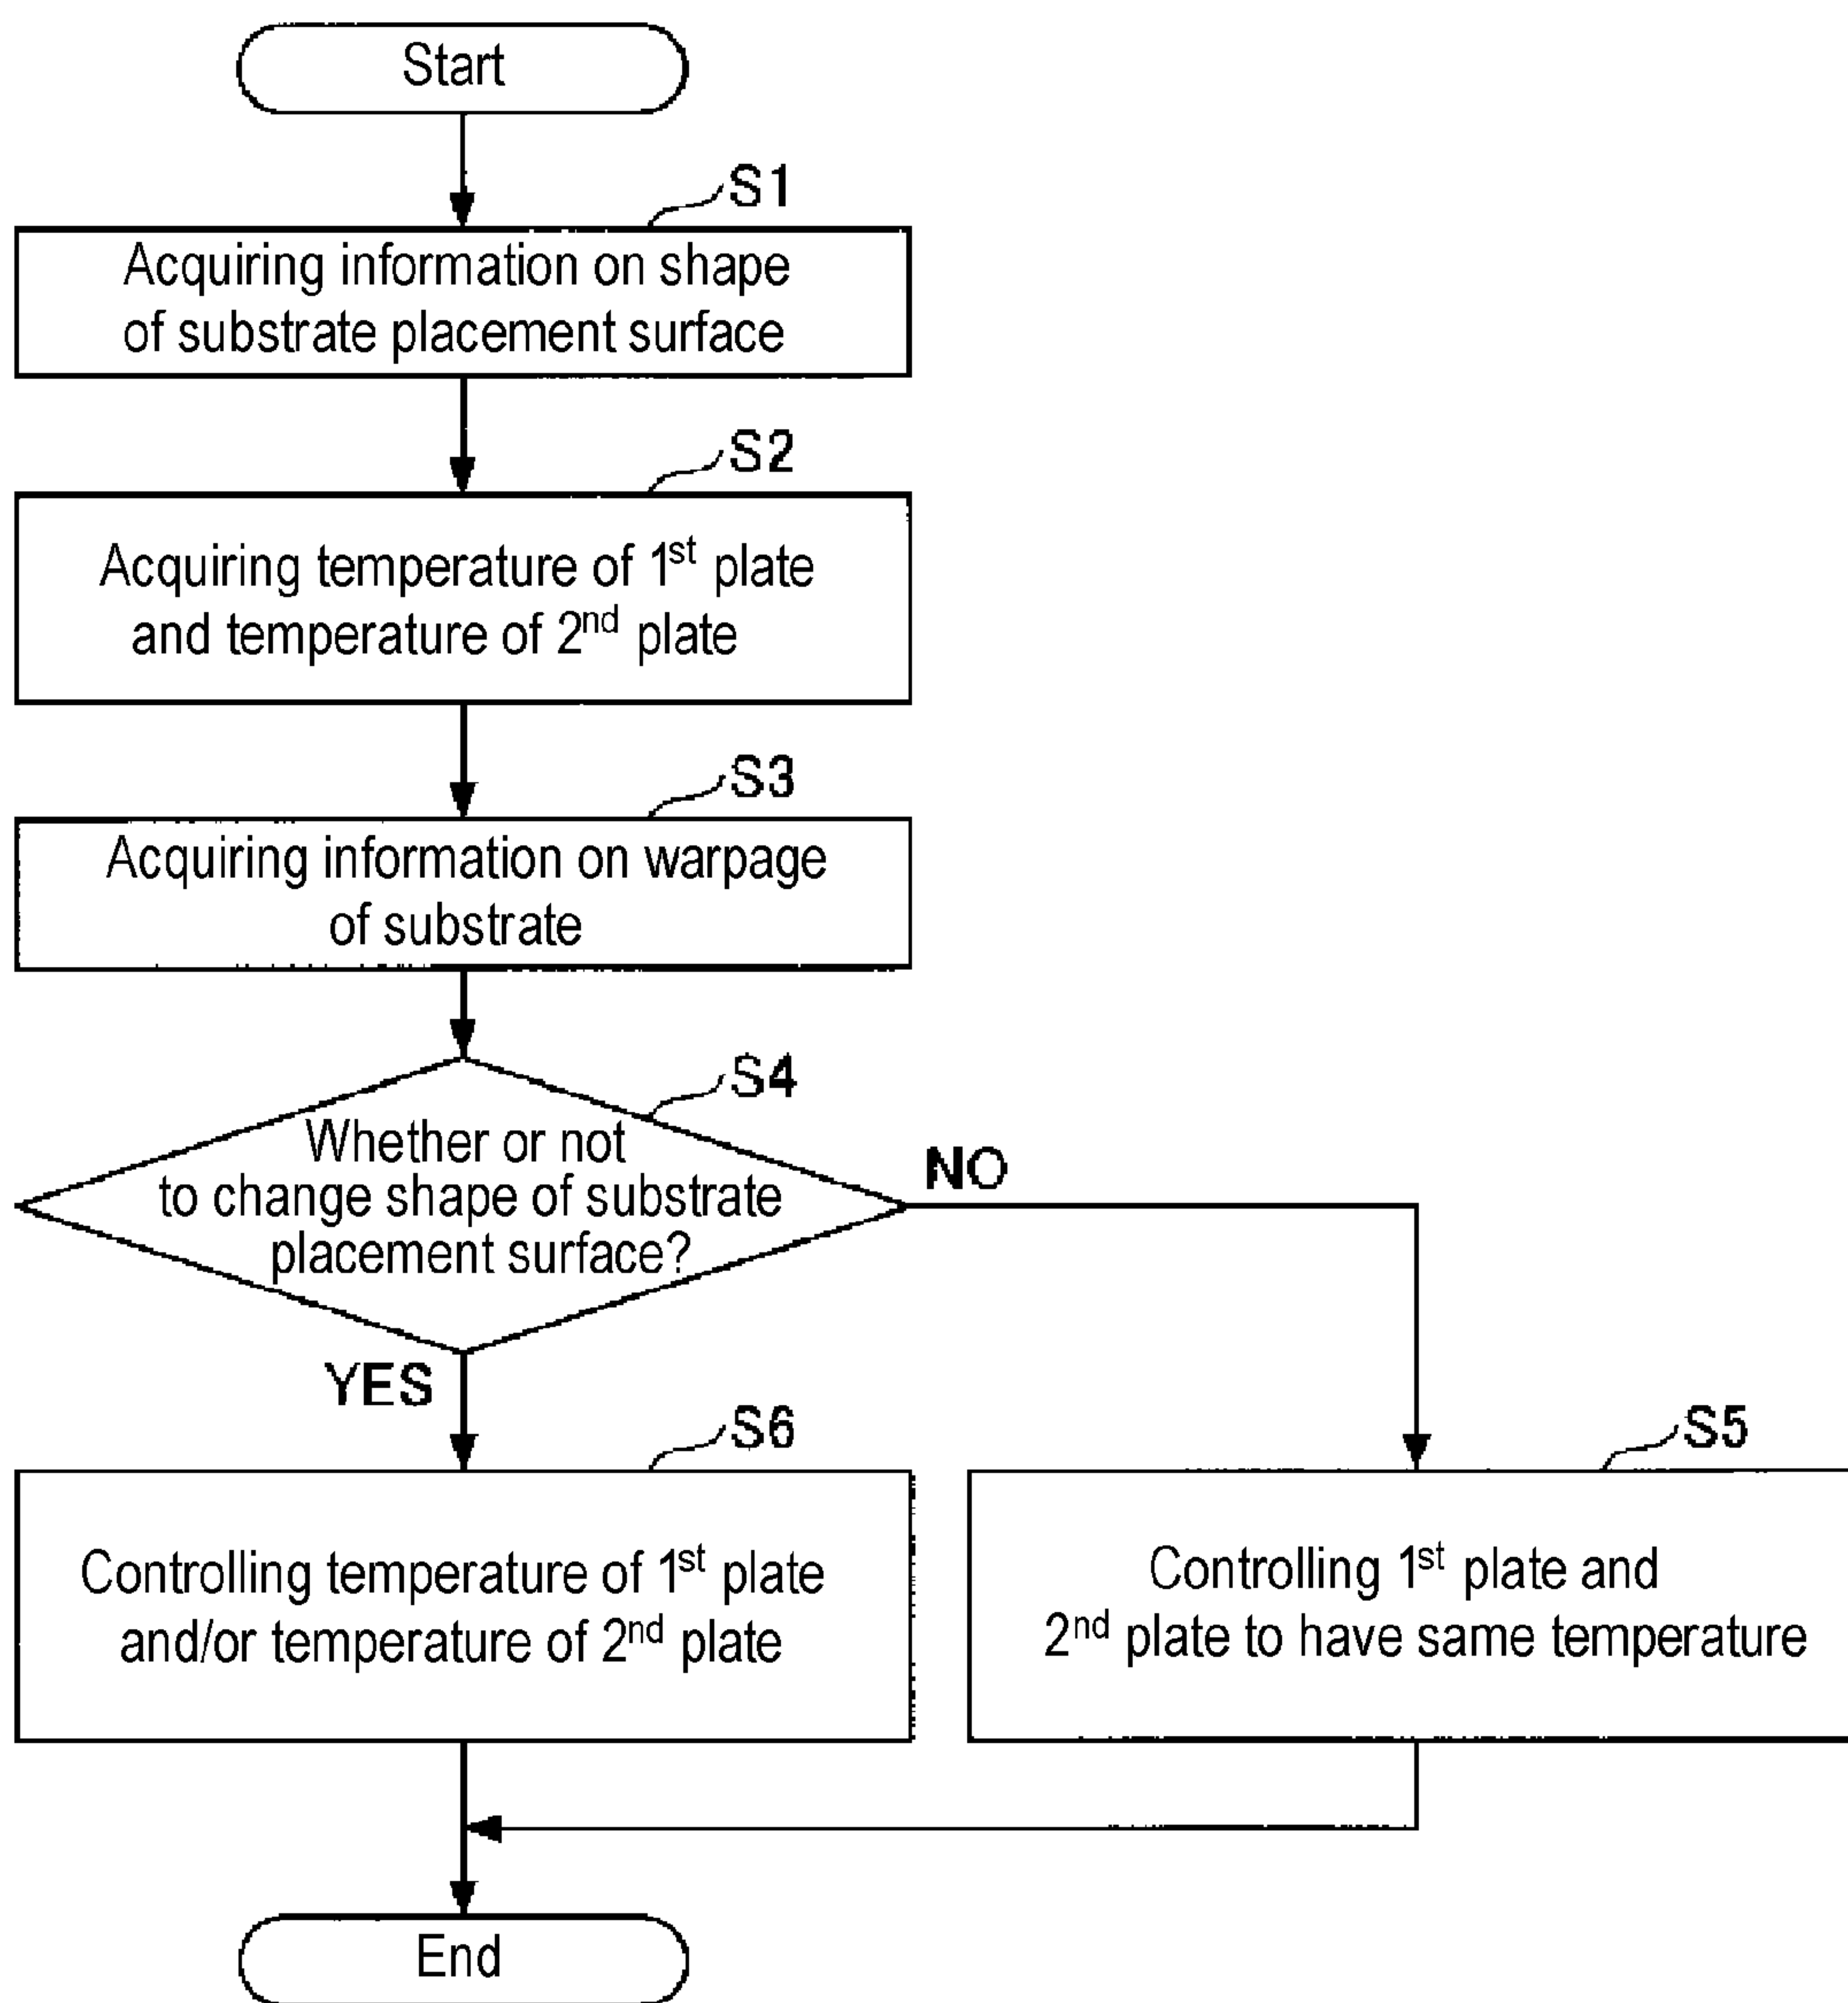 Start
S1
Acquiring information on shape
of substrate placement surface
S2
Acquiring temperature of 1st plate
and temperature of 2nd plate
S3
Acquiring information on warpage
of substrate
S4
Whether or not
to change shape of substrate
placement surface?
NO
YES
S6
Controlling temperature of 1st plate
and/or temperature of 2nd plate
S5
Controlling 1st plate and
2nd plate to have same temperature
End